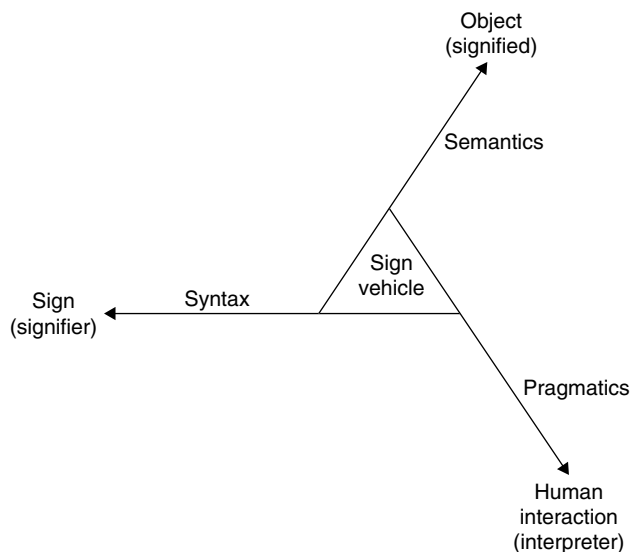 Object
(signified)
Semantics
Sign
vehicle
Sign
(signifier)
Syntax
Pragmatics
Human
interaction
(interpreter)